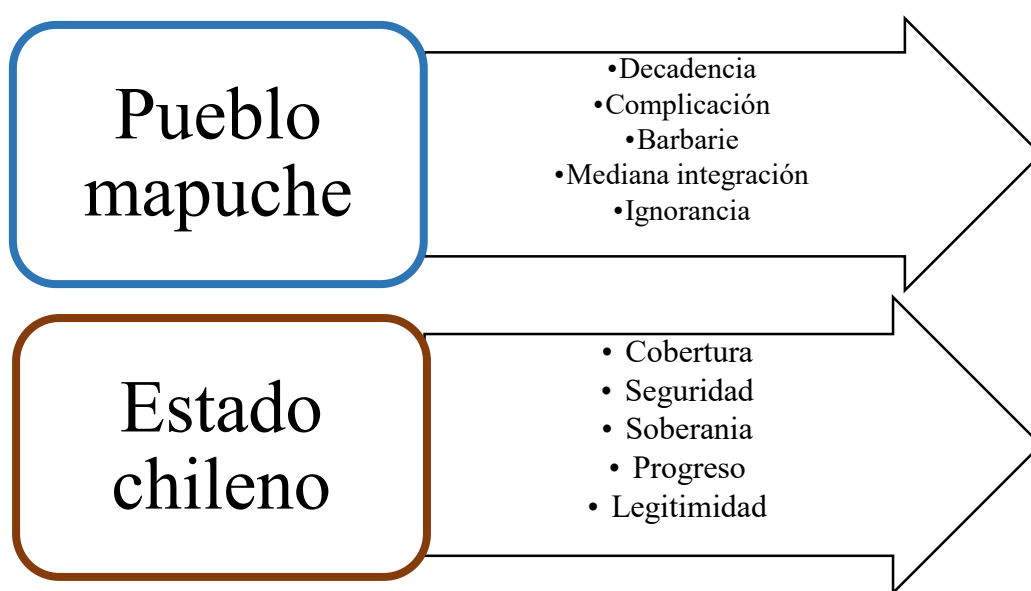 Pueblo
mapuche
•Decadencia
•Complicación
•Barbarie
•Mediana integración
•Ignorancia
Estado
chileno
• Cobertura
• Seguridad
• Soberania
• Progreso
• Legitimidad